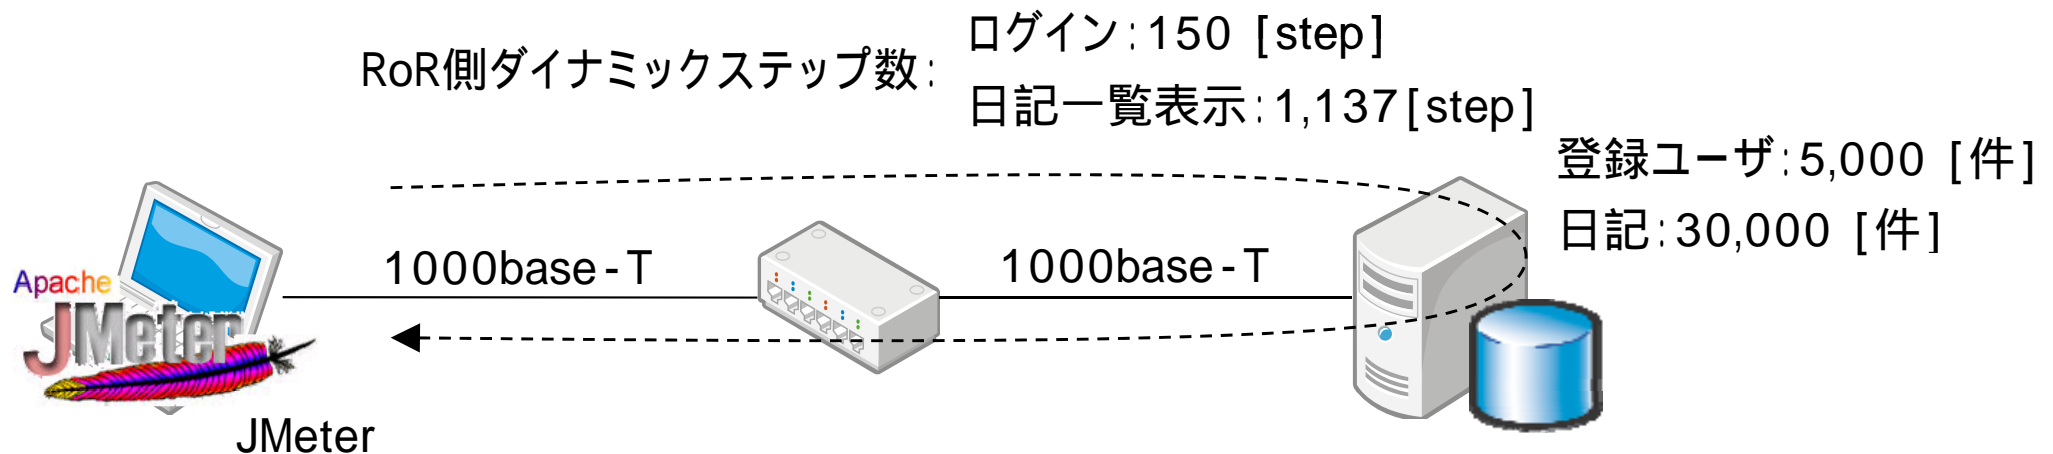 ログイン:150 [step]
RoR側ダイナミックステップ数:
日記一覧表示:1,137[step]
登録ユーザ:5,000 [件]
日記:30,000 [件]
1000base-T
1000base-T
Apache
JMeter
JMeter